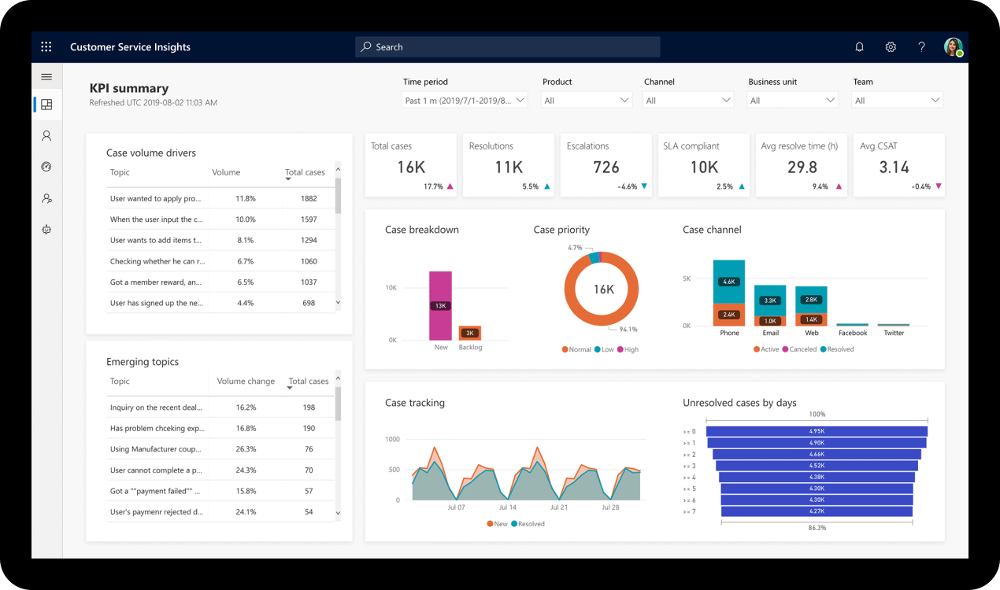 Customer Service Insights
Search
KPI summary
Refreshed UTC 2019-08-02 11:03 AM
Time period
Past 1 m (2019/7/1-2019/8...
Product
All
Channel
All
Business unit
All
Team
All
Case volume drivers
Topic Volume Total cases
User wanted to apply pro... 11.8% 1882
When the user input the c... 10.0% 1597
User wants to add items t... 8.1% 1294
Checking whether he can r... 6.7% 1060
Got a member reward, an... 6.5% 1037
User has signed up the ne... 4.4% 698
Emerging topics
Topic Volume change Total cases
Inquiry on the recent deal... 16.2% 198
Has problem chceking exp... 16.8% 190
Using Manufacturer coup... 26.3% 76
User cannot complete a p... 24.3% 70
Got a ""payment failed"" ... 15.8% 57
User's paymenr rejected d... 24.1% 54
Total cases
16K
17.7%
Resolutions
11K
5.5%
Escalations
726
-4.6%
SLA compliant
10K
2.5%
Avg resolve time (h)
29.8
9.4%
Avg CSAT
3.14
-0.4%
Case breakdown
10K
0K
13K
3K
New Backlog
Case priority
4.7%
16K
94.1%
Normal Low High
Case channel
5K
0K
4.6K
2.4K
3.3K
1.0K
2.8K
1.4K
Phone Email Web Facebook Twitter
Active Canceled Resolved
Case tracking
1000
500
0
Jul 07 Jul 14 Jul 21 Jul 28
New Resolved
Unresolved cases by days
100%
>= 0 4.95K
>= 1 4.90K
>= 2 4.66K
>= 3 4.52K
>= 4 4.38K
>= 5 4.30K
>= 6 4.30K
>= 7 4.27K
86.3%